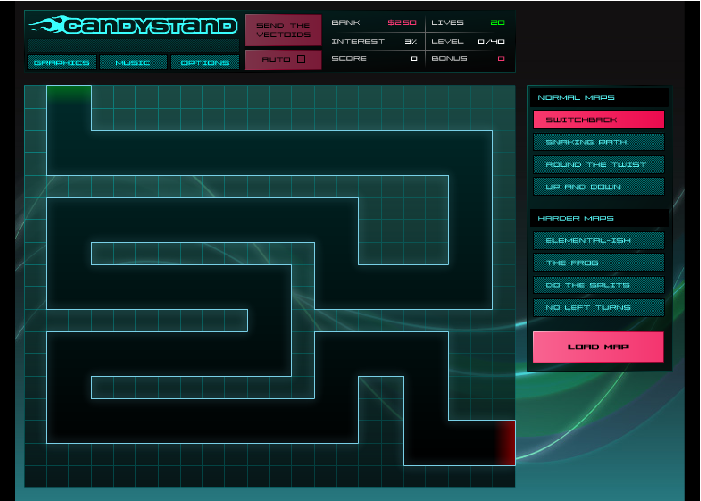 CANDYSTAND
GRAPHICS MUSIC OPTIONS
SEND THE
VECTOIDS
AUTO
BANK $250 LIVES 20
INTEREST 3% LEVEL 0/40
SCORE 0 BONUS 0
NORMAL MAPS
SWITCHBACK
SNAKING PATH
ROUND THE TWIST
UP AND DOWN
HARDER MAPS
ELEMENTAL-ISH
THE FROG
DO THE SPLITS
NO LEFT TURNS
LOAD MAP